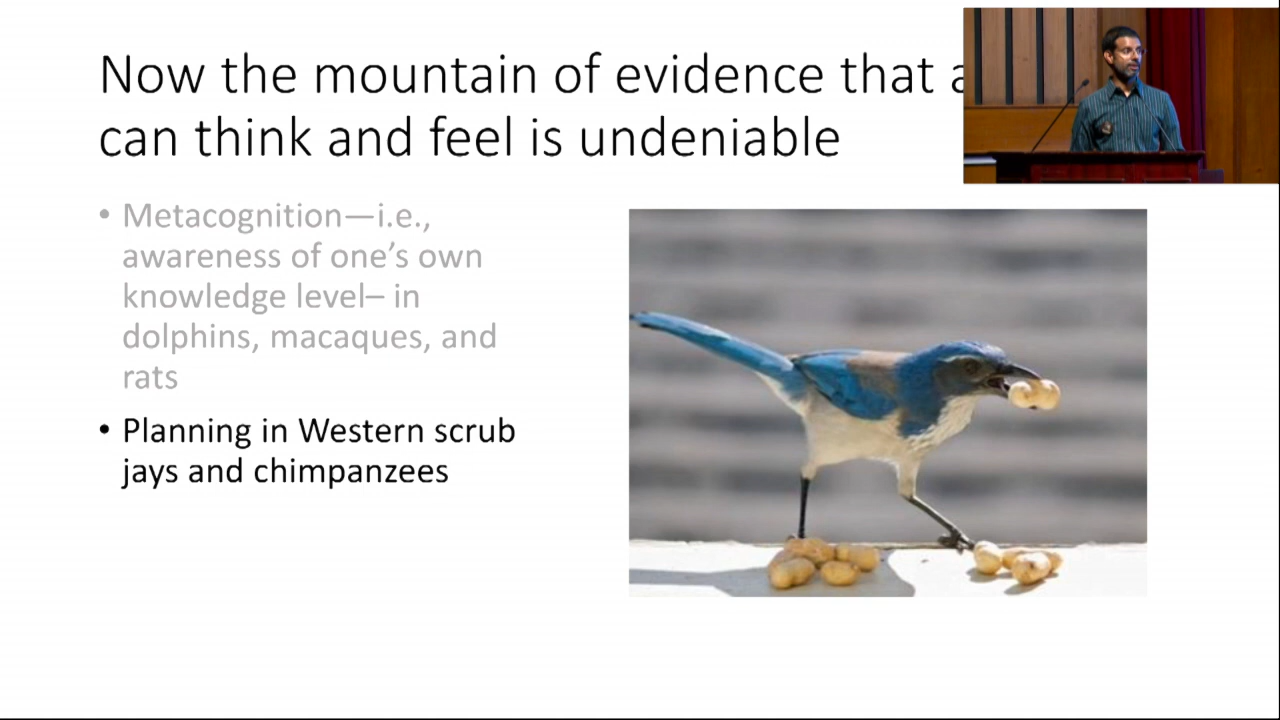 Now the mountain of evidence that
can think and feel is undeniable
• Metacognition—i.e.,
awareness of one’s own
knowledge level– in
dolphins, macaques, and
rats
• Planning in Western scrub
jays and chimpanzees